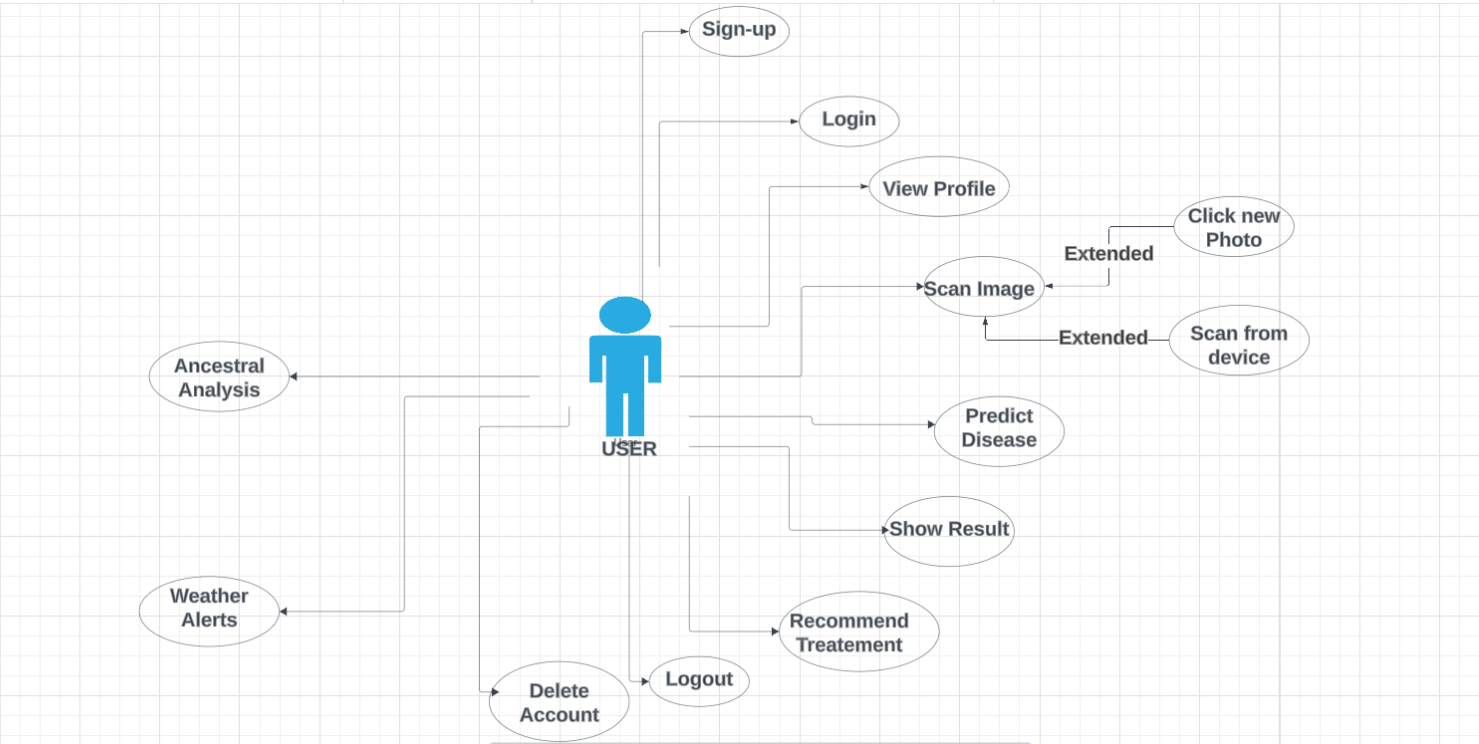 Sign-up
Login
View Profile
Click new
Photo
Extended
Scan Image
Extended
Scan from
device
Ancestral
Analysis
Predict
Disease
User
USER
Show Result
Weather
Alerts
Recommend
Treatement
Logout
Delete
Account